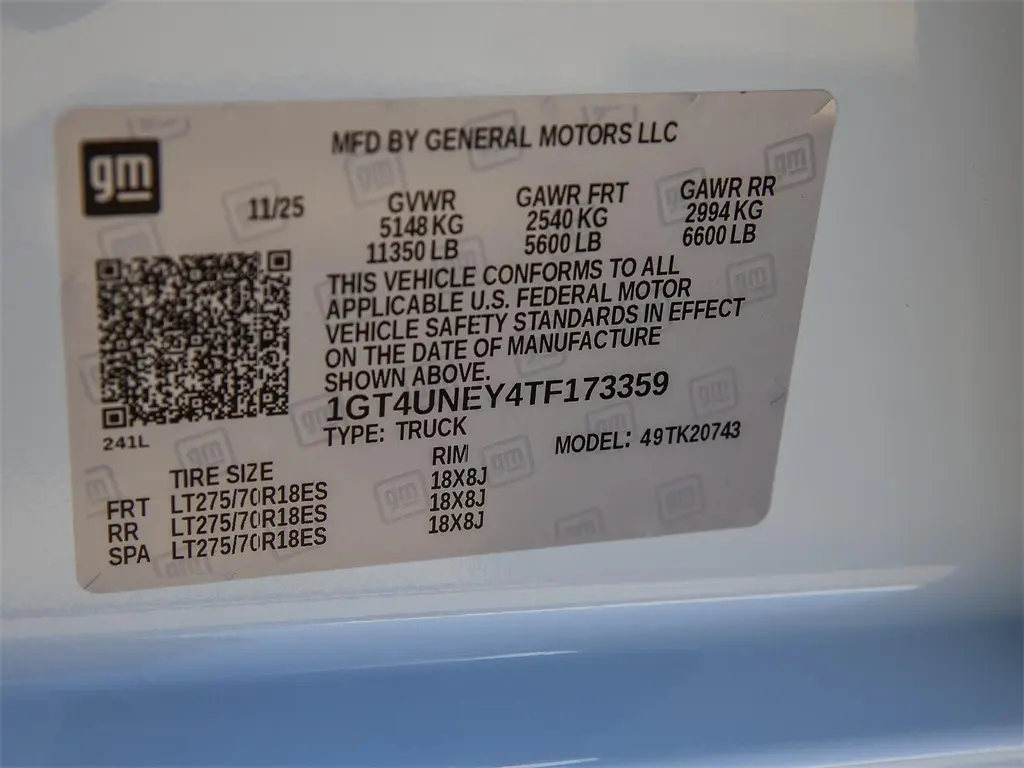 gm
MFD BY GENERAL MOTORS LLC
11/25
GVWR GAWR FRT GAWR RR
5148 KG 2540 KG 2994 KG
11350 LB 5600 LB 6600 LB
THIS VEHICLE CONFORMS TO ALL
APPLICABLE U.S. FEDERAL MOTOR
VEHICLE SAFETY STANDARDS IN EFFECT
ON THE DATE OF MANUFACTURE
SHOWN ABOVE.
1GT4UNEY4TF173359
241L
TYPE: TRUCK
MODEL: 49TK20743
TIRE SIZE RIM
FRT LT275/70R18ES 18X8J
RR LT275/70R18ES 18X8J
SPA LT275/70R18ES 18X8J